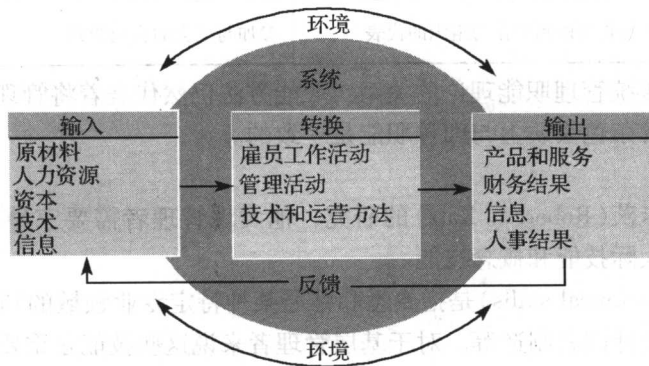 环境
系统
输入
原材料
人力资源
资本
技术
信息
转换
雇员工作活动
管理活动
技术和运营方法
输出
产品和服务
财务结果
信息
人事结果
反馈
环境